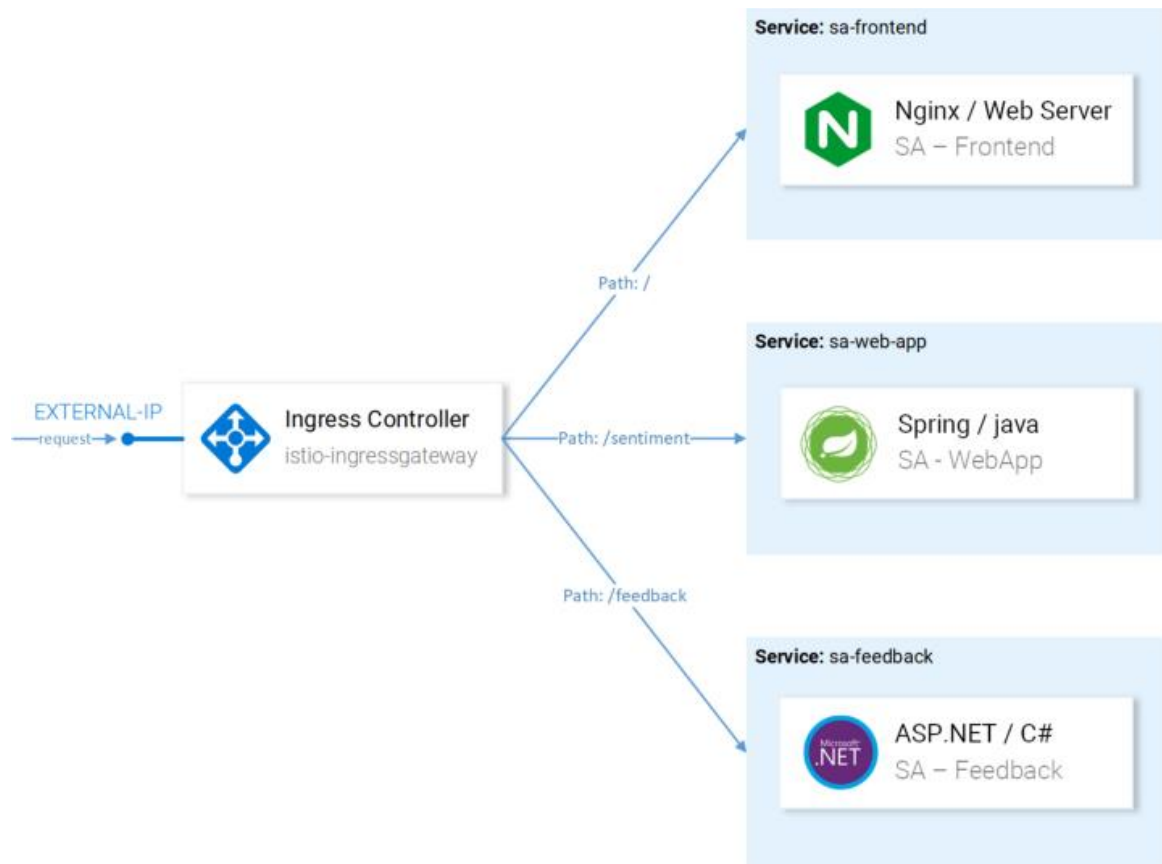 Service: sa-frontend
Nginx / Web Server
SA – Frontend
Path: /
Service: sa-web-app
EXTERNAL-IP
request
Ingress Controller
istio-ingressgateway
Path: /sentiment
Spring / java
SA - WebApp
Path: /feedback
Service: sa-feedback
Microsoft
.NET
ASP.NET / C#
SA – Feedback